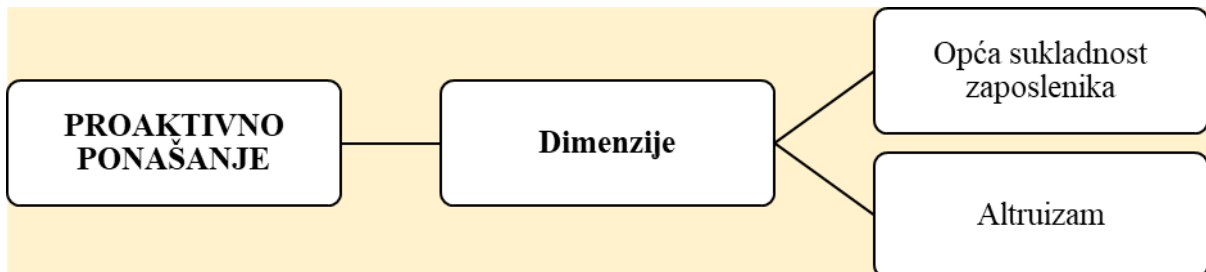 PROAKTIVNO
PONAŠANJE
Dimenzije
Opća sukladnost
zaposlenika
Altruizam